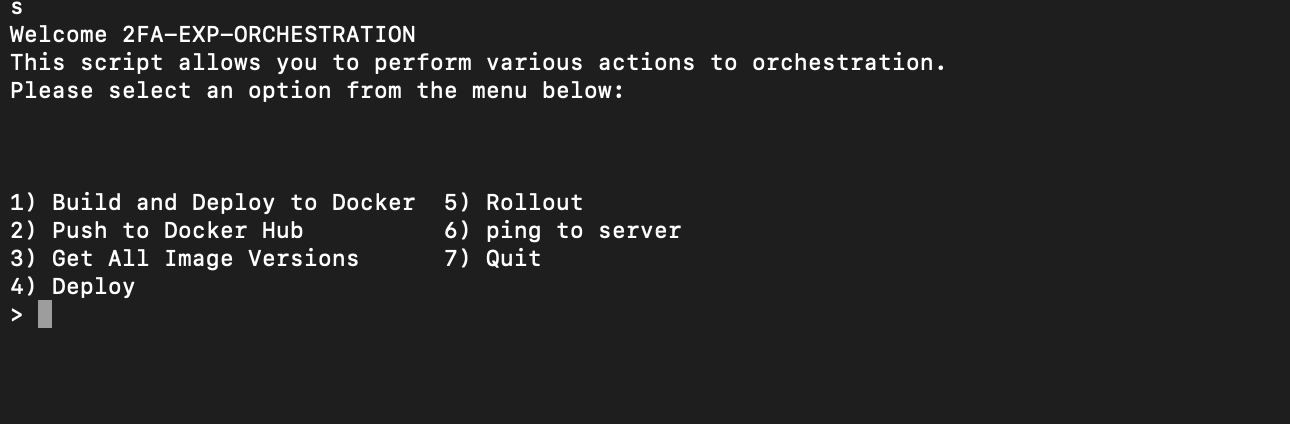 s
Welcome 2FA-EXP-ORCHESTRATION
This script allows you to perform various actions to orchestration.
Please select an option from the menu below:
1) Build and Deploy to Docker  5) Rollout
2) Push to Docker Hub          6) ping to server
3) Get All Image Versions      7) Quit
4) Deploy
>